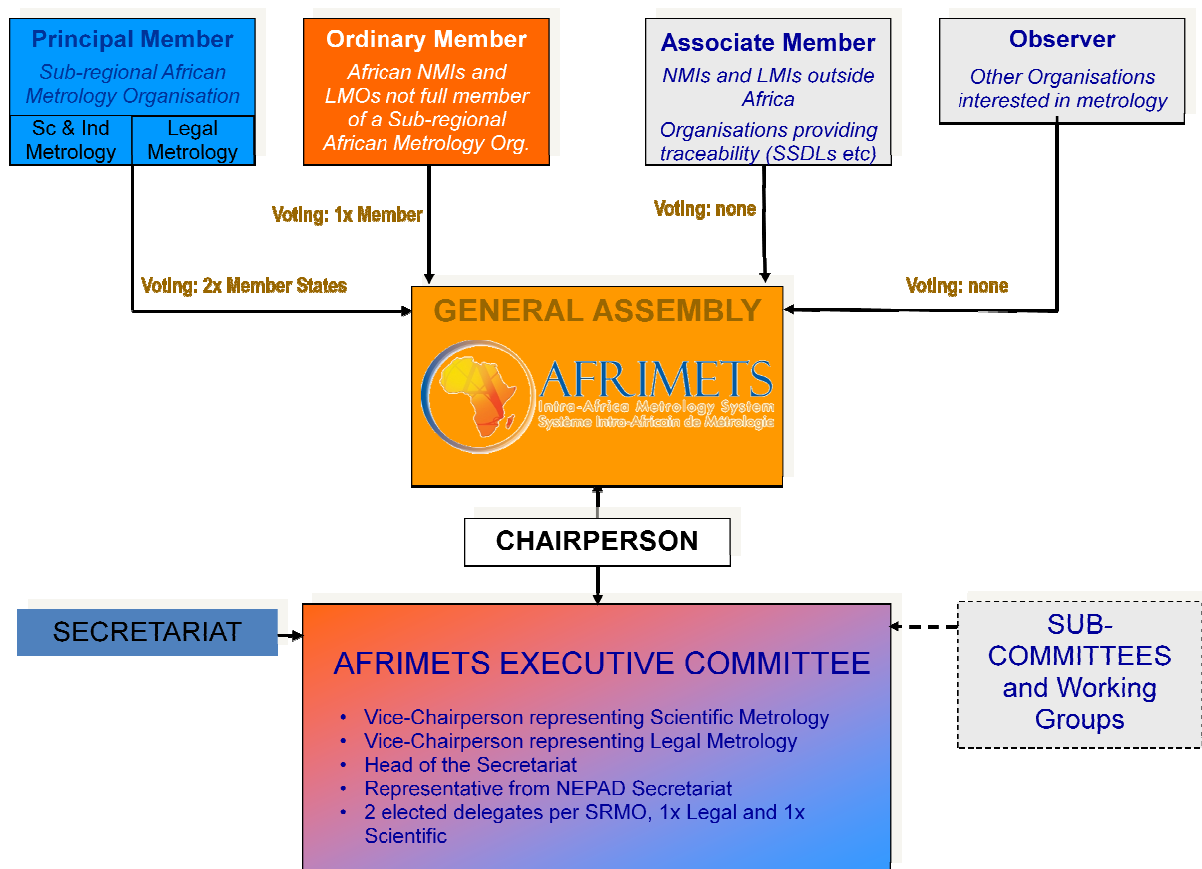 Principal Member
Sub-regional African
Metrology Organisation
Sc & Ind
Metrology
Legal
Metrology
Ordinary Member
African NMIs and
LMOs not full member
of a Sub-regional
African Metrology Org.
Associate Member
NMIs and LMIs outside
Africa
Organisations providing
traceability (SSDLs etc)
Observer
Other Organisations
interested in metrology
Voting: 1x Member
Voting: none
Voting: 2x Member States
Voting: none
GENERAL ASSEMBLY
AFRIMETS
Intra-Africa Metrology System
Système Intra-Africain de Métrologie
CHAIRPERSON
SECRETARIAT
AFRIMETS EXECUTIVE COMMITTEE
• Vice-Chairperson representing Scientific Metrology
• Vice-Chairperson representing Legal Metrology
• Head of the Secretariat
• Representative from NEPAD Secretariat
• 2 elected delegates per SRMO, 1x Legal and 1x
Scientific
SUB-
COMMITTEES
and Working
Groups